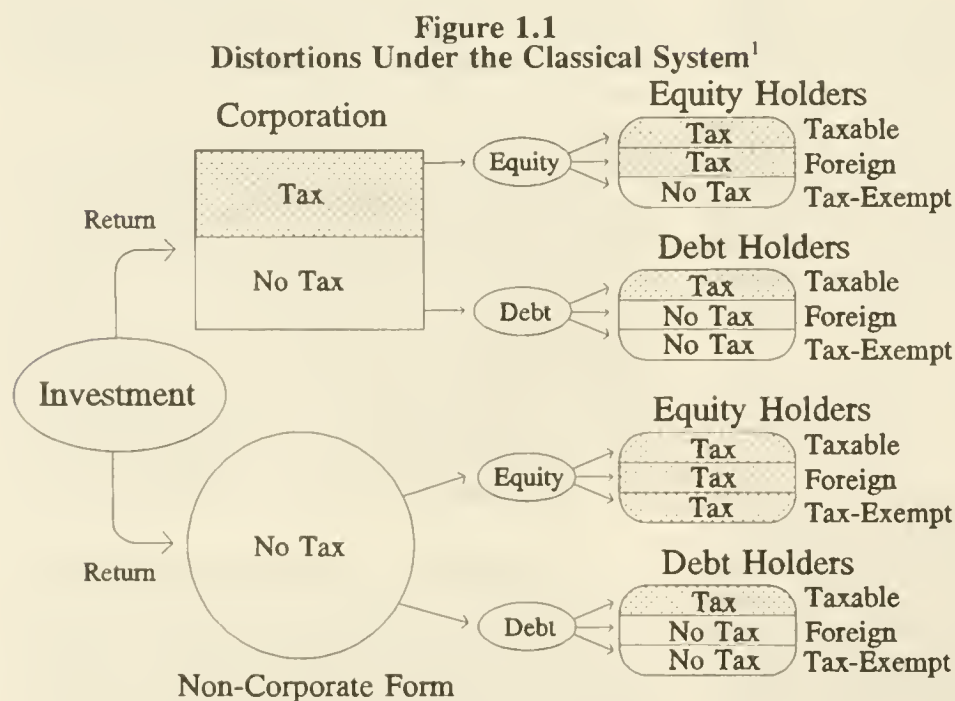 Figure 1.1
Distortions Under the Classical System¹
Corporation
Tax
No Tax
Return
Equity
Equity Holders
Tax Taxable
Tax Foreign
No Tax Tax-Exempt
Debt
Debt Holders
Tax Taxable
No Tax Foreign
No Tax Tax-Exempt
Investment
Return
No Tax
Non-Corporate Form
Equity
Equity Holders
Tax Taxable
Tax Foreign
Tax Tax-Exempt
Debt
Debt Holders
Tax Taxable
No Tax Foreign
No Tax Tax-Exempt